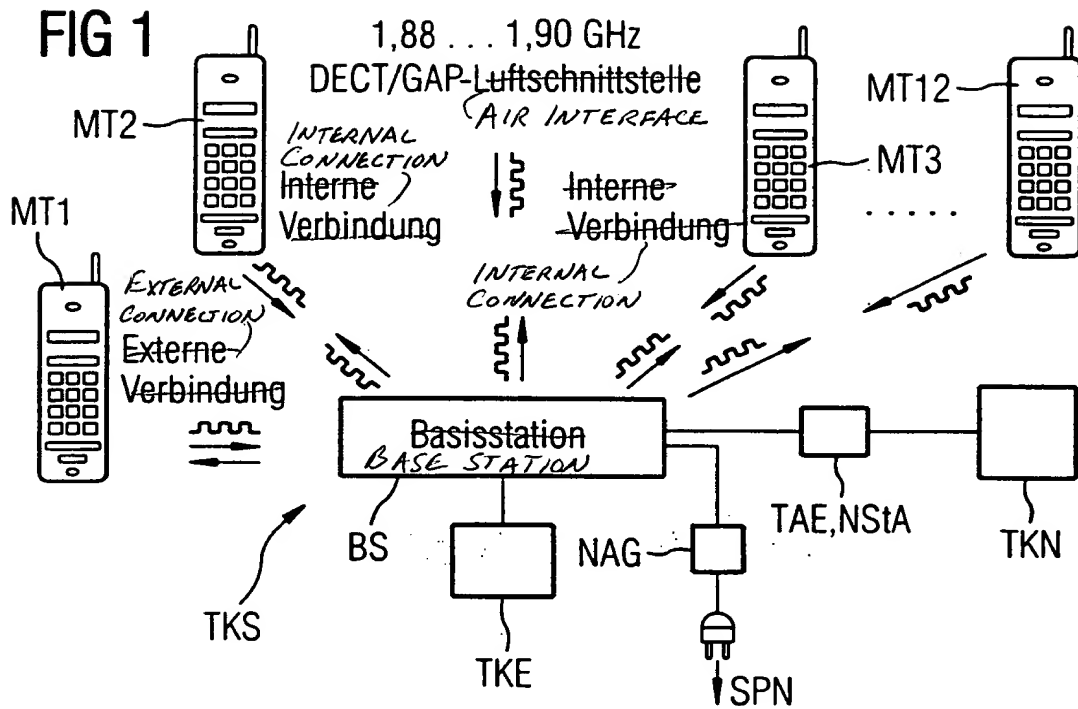 FIG 1
1,88 . . . 1,90 GHz
DECT/GAP-Luftschnittstelle
AIR INTERFACE
MT2
MT12
MT3
. . . . .
INTERNAL
CONNECTION
Interne
Verbindung
Interne
Verbindung
INTERNAL
CONNECTION
MT1
EXTERNAL
CONNECTION
Externe
Verbindung
Basisstation
BASE STATION
BS
TKS
TKE
NAG
TAE,NStA
TKN
SPN